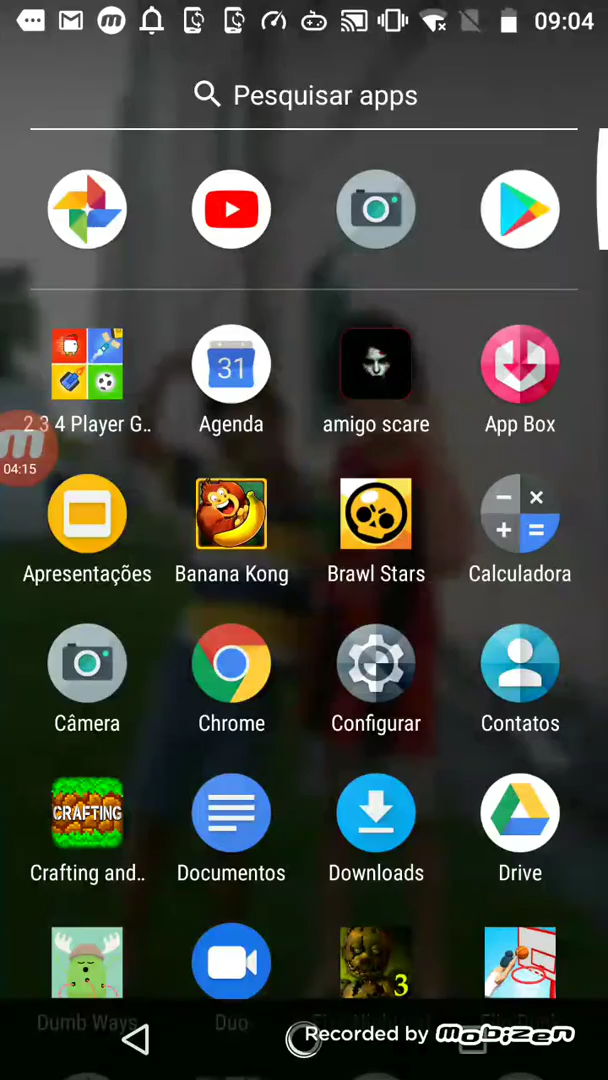 09:04
Pesquisar apps
31
2 3 4 Player G..
Agenda
amigo scare
App Box
04:15
Apresentações
Banana Kong
Brawl Stars
Calculadora
Câmera
Chrome
Configurar
Contatos
CRAFTING
Crafting and..
Documentos
Downloads
Drive
3
Dumb Ways
Duo
Recorded by mobizen